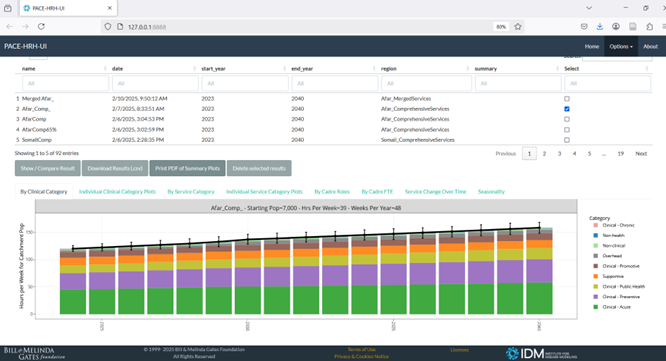 PACE-HRH-UI
127.0.0.1:8888
80%
PACE-HRH-UI Home Options About
name date start_year end_year region summary Select
All All All All All All All
1 Merged Afar_ 2/10/2025, 9:50:12 AM 2023 2040 Afar_MergedServices
2 Afar_Comp_ 2/7/2025, 8:33:51 AM 2023 2040 Afar_ComprehensiveServices
3 AfarComp 2/6/2025, 3:04:53 PM 2023 2040 Afar_ComprehensiveServices
4 AfarComp65% 2/6/2025, 3:02:59 PM 2023 2040 Afar_ComprehensiveServices
5 SomaliComp 2/6/2025, 2:28:35 PM 2023 2040 Somali_ComprehensiveServices
Showing 1 to 5 of 92 entries Previous 1 2 3 4 5 ... 19 Next
Show / Compare Result Download Results (.csv) Print PDF of Summary Plots Delete selected results
By Clinical Category Individual Clinical Category Plots By Service Category Individual Service Category Plots By Cadre Roles By Cadre FTE Service Change Over Time Seasonality
Afar_Comp_ - Starting Pop=7,000 - Hrs Per Week=39 - Weeks Per Year=48
Hours per Week for Catchment Pop
150
100
50
0
2025 2030 2035 2040
Category
Clinical - Chronic
Non-health
Non-clinical
Overhead
Clinical - Promotive
Supportive
Clinical - Public Health
Clinical - Preventive
Clinical - Acute
BILL & MELINDA
GATES foundation
© 1999 -2025 Bill & Melinda Gates Foundation
All Rights Reserved
Terms of Use
Privacy & Cookies Notice
Licenses
IDM INSTITUTE FOR
DISEASE MODELING